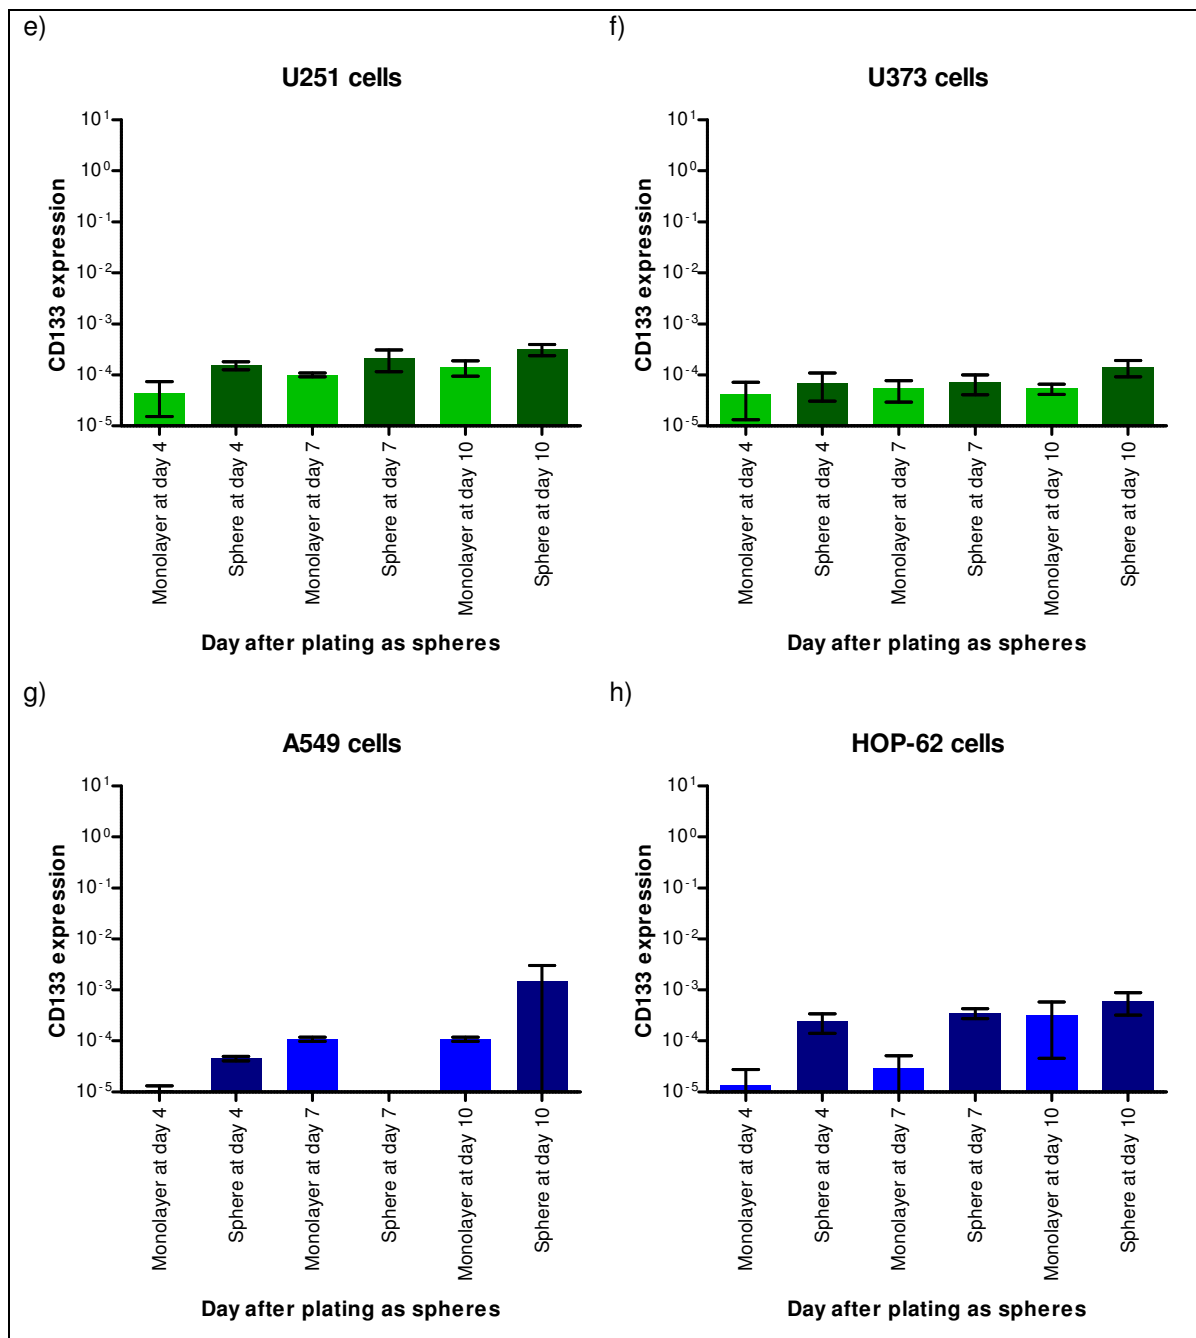 e)
U251 cells
CD133 expression
10¹
10⁰
10⁻¹
10⁻²
10⁻³
10⁻⁴
10⁻⁵
Monolayer at day 4
Sphere at day 4
Monolayer at day 7
Sphere at day 7
Monolayer at day 10
Sphere at day 10
Day after plating as spheres
f)
U373 cells
CD133 expression
10¹
10⁰
10⁻¹
10⁻²
10⁻³
10⁻⁴
10⁻⁵
Monolayer at day 4
Sphere at day 4
Monolayer at day 7
Sphere at day 7
Monolayer at day 10
Sphere at day 10
Day after plating as spheres
g)
A549 cells
CD133 expression
10¹
10⁰
10⁻¹
10⁻²
10⁻³
10⁻⁴
10⁻⁵
Monolayer at day 4
Sphere at day 4
Monolayer at day 7
Sphere at day 7
Monolayer at day 10
Sphere at day 10
Day after plating as spheres
h)
HOP-62 cells
CD133 expression
10¹
10⁰
10⁻¹
10⁻²
10⁻³
10⁻⁴
10⁻⁵
Monolayer at day 4
Sphere at day 4
Monolayer at day 7
Sphere at day 7
Monolayer at day 10
Sphere at day 10
Day after plating as spheres